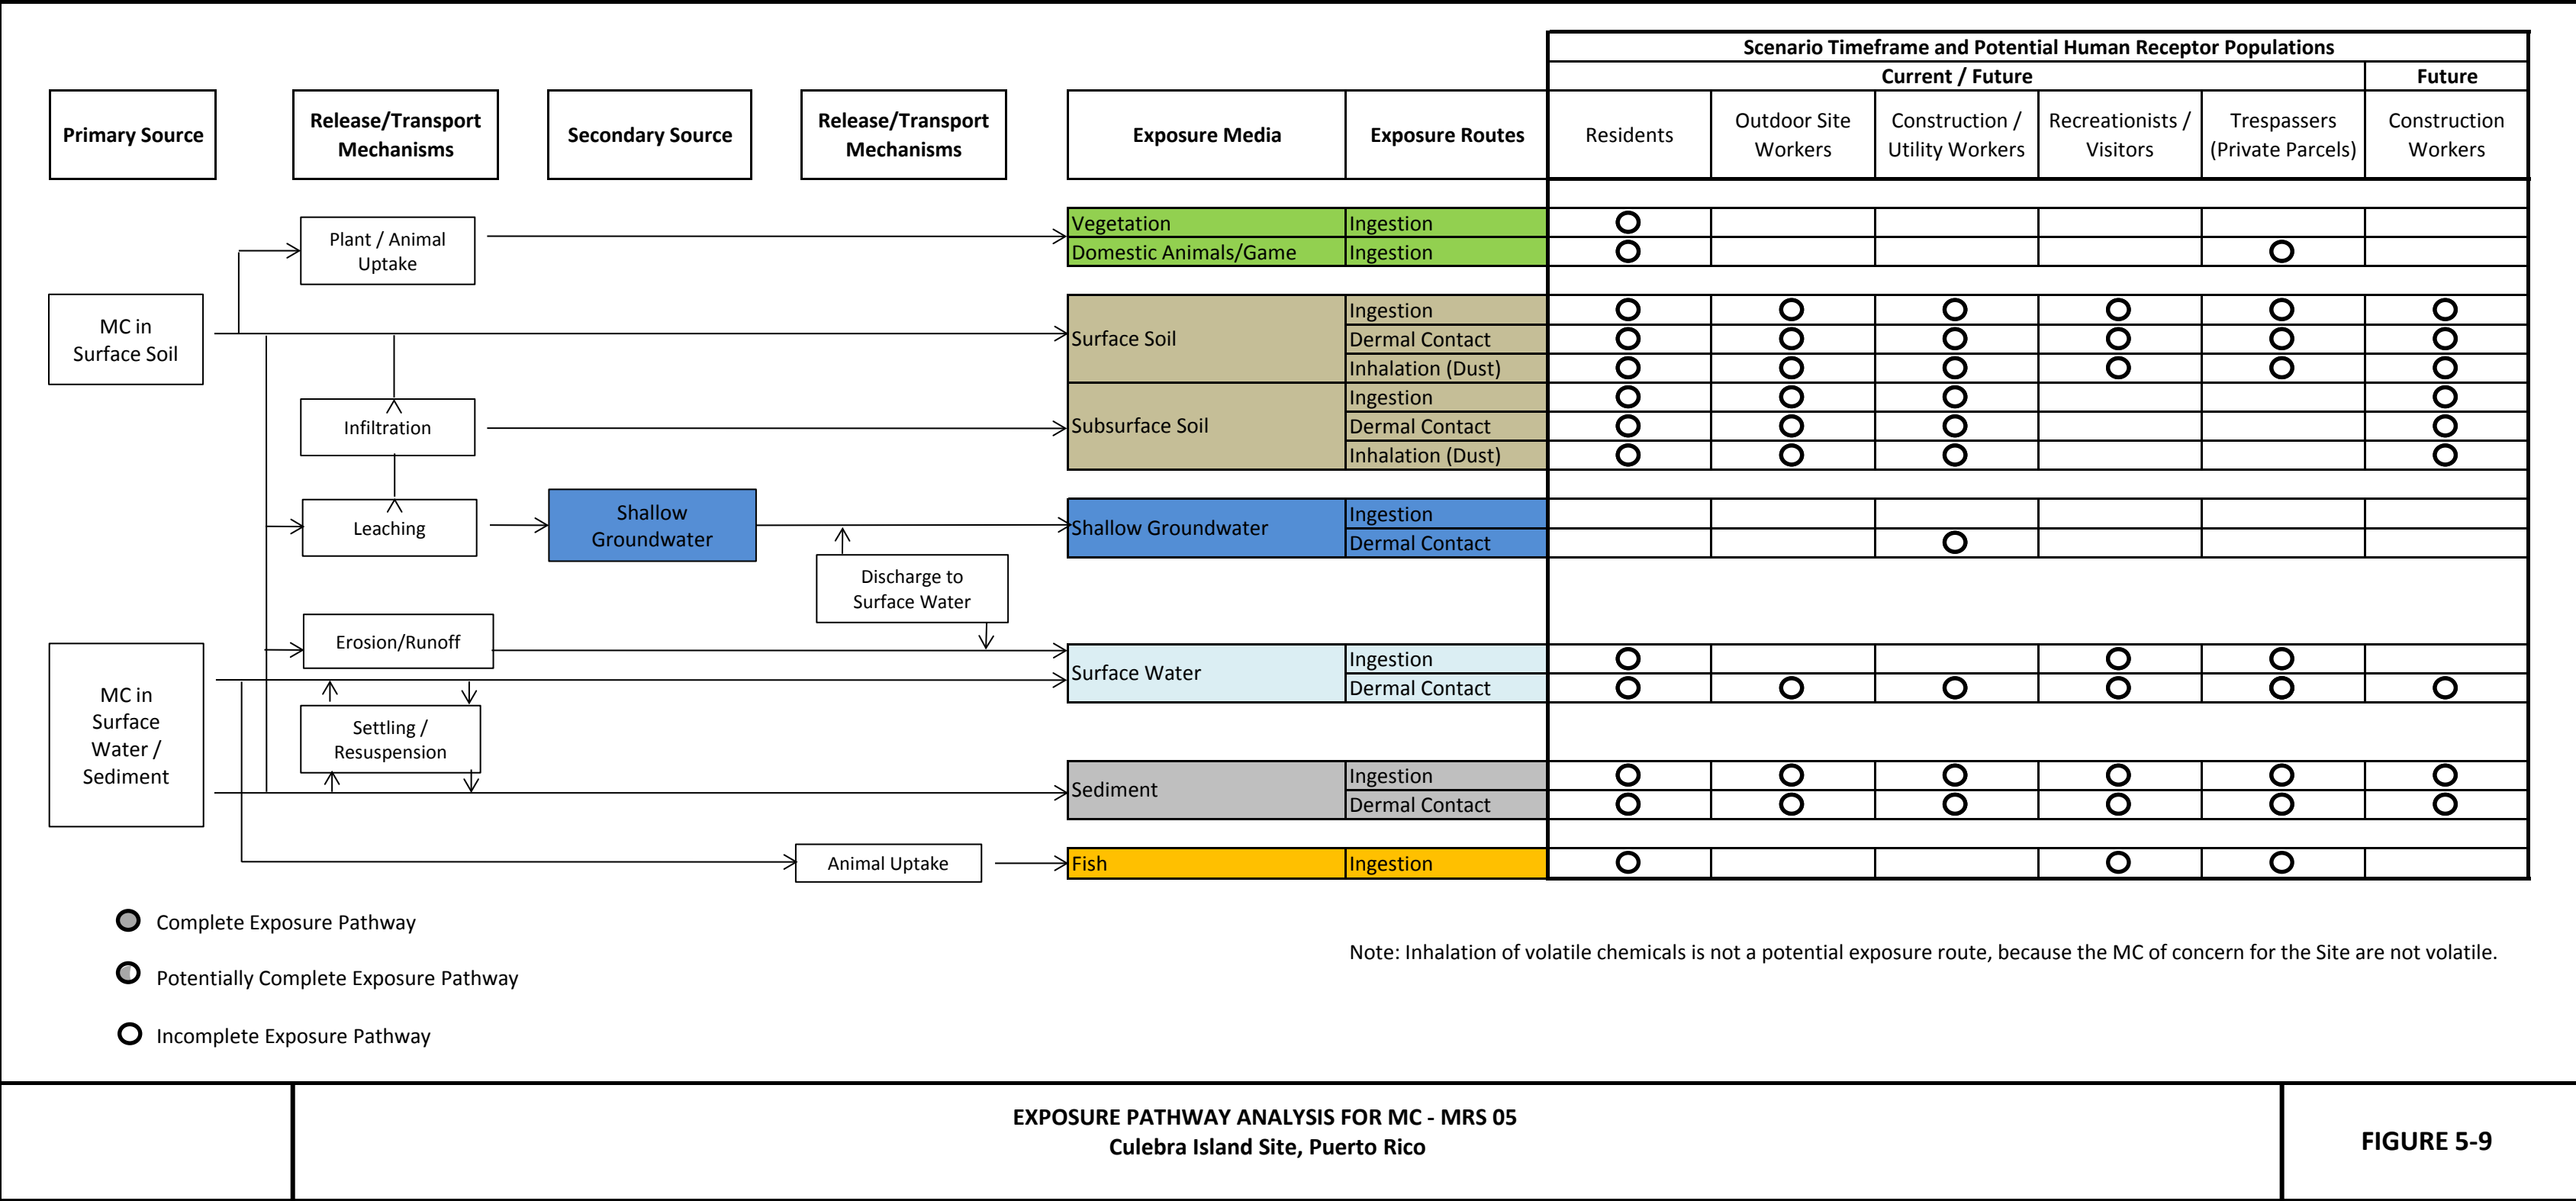 Scenario Timeframe and Potential Human Receptor Populations
Current / Future
Future
Primary Source
Release/Transport
Mechanisms
Secondary Source
Release/Transport
Mechanisms
Exposure Media
Exposure Routes
Residents
Outdoor Site
Workers
Construction /
Utility Workers
Recreationists /
Visitors
Trespassers
(Private Parcels)
Construction
Workers
Plant / Animal
Uptake
Vegetation
Ingestion
Domestic Animals/Game
Ingestion
MC in
Surface Soil
Surface Soil
Ingestion
Dermal Contact
Inhalation (Dust)
Infiltration
Subsurface Soil
Ingestion
Dermal Contact
Inhalation (Dust)
Leaching
Shallow
Groundwater
Shallow Groundwater
Ingestion
Dermal Contact
Discharge to
Surface Water
Erosion/Runoff
MC in
Surface
Water /
Sediment
Surface Water
Ingestion
Dermal Contact
Settling /
Resuspension
Sediment
Ingestion
Dermal Contact
Animal Uptake
Fish
Ingestion
Complete Exposure Pathway
Potentially Complete Exposure Pathway
Incomplete Exposure Pathway
Note: Inhalation of volatile chemicals is not a potential exposure route, because the MC of concern for the Site are not volatile.
EXPOSURE PATHWAY ANALYSIS FOR MC - MRS 05
Culebra Island Site, Puerto Rico
FIGURE 5-9